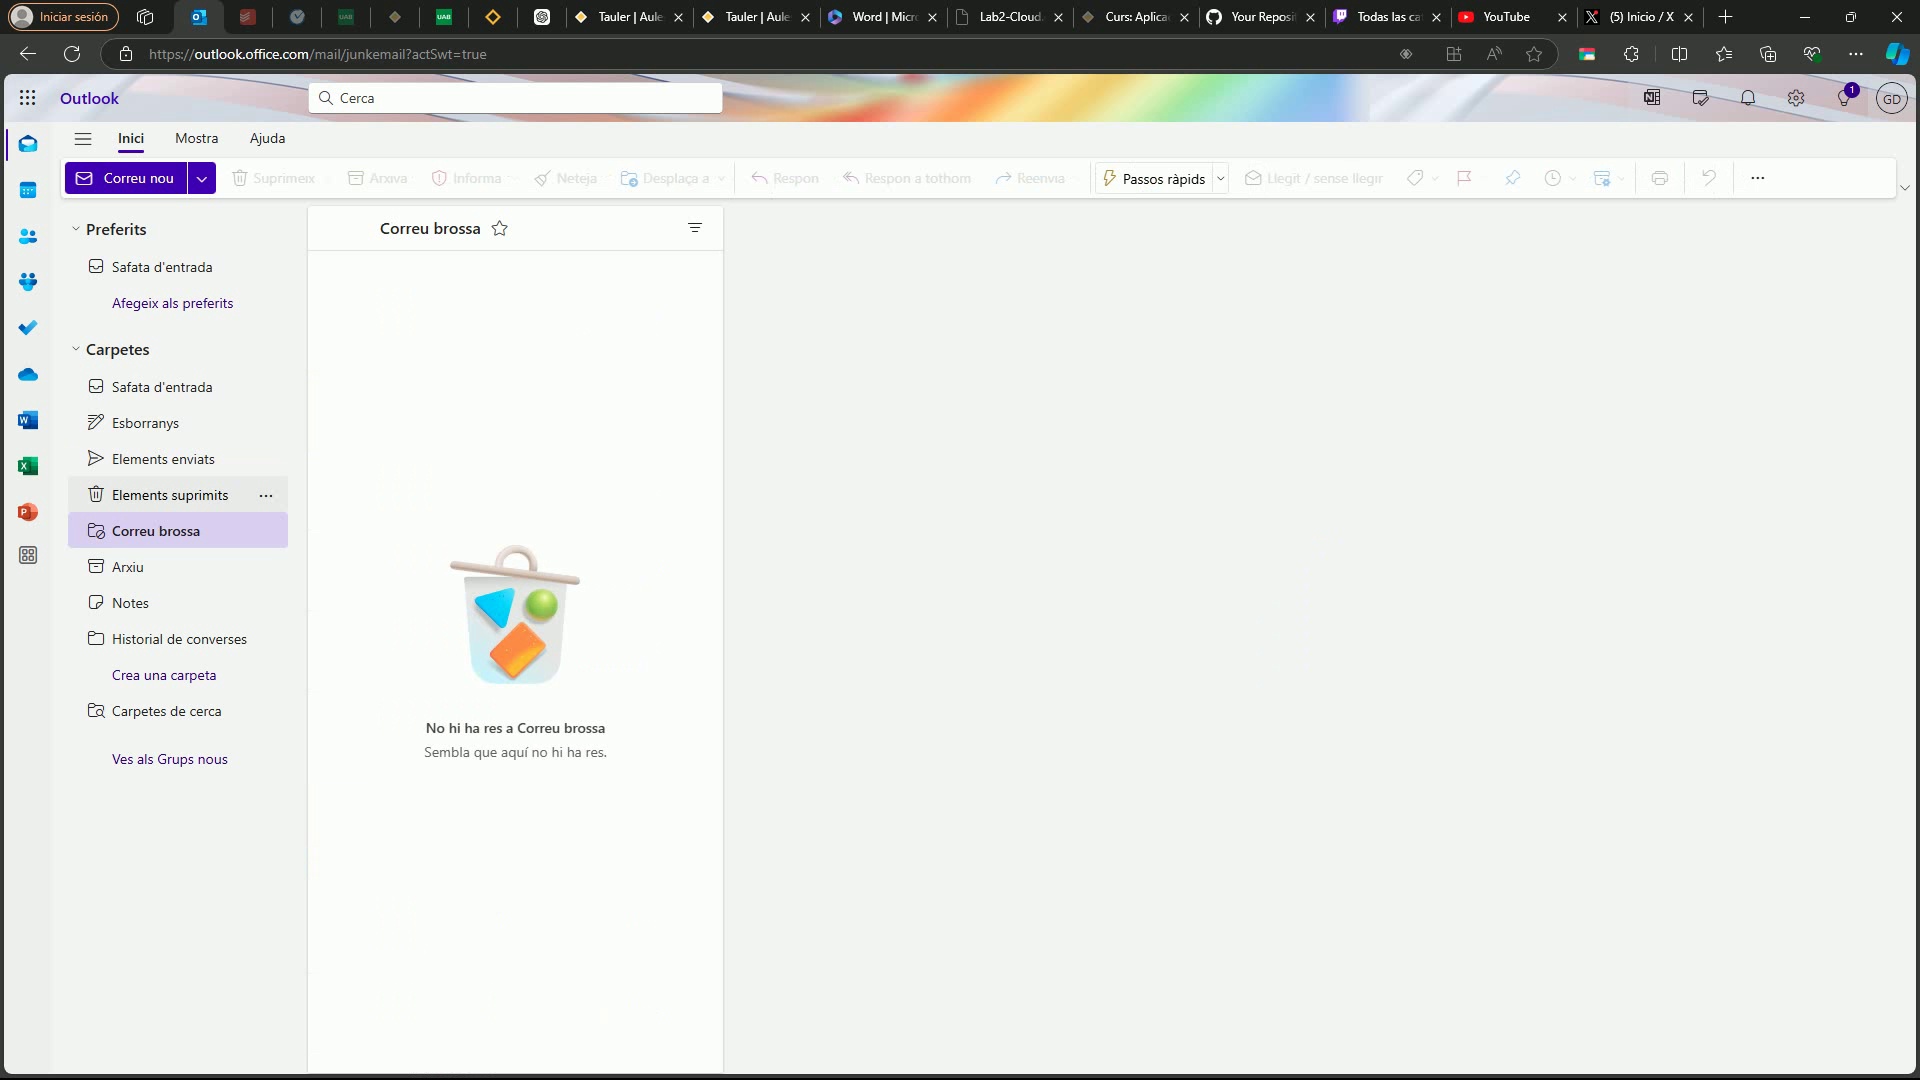 Iniciar sesión
UAB
UAB
Tauler | Aule
Tauler | Aule
Word | Micr
Lab2-Cloud
Curs: Aplica
Your Reposit
Todas las ca
YouTube
(5) Inicio / X
https://outlook.office.com/mail/junkemail?actSwt=true
Outlook
Cerca
1
GD
Inici
Mostra
Ajuda
Correu nou
Suprimeix
Arxiva
Informa
Neteja
Desplaça a
Respon
Respon a tothom
Reenvia
Passos ràpids
Llegit / sense llegir
Preferits
Safata d'entrada
Afegeix als preferits
Carpetes
Safata d'entrada
Esborranys
Elements enviats
Elements suprimits
Correu brossa
Arxiu
Notes
Historial de converses
Crea una carpeta
Carpetes de cerca
Ves als Grups nous
Correu brossa
No hi ha res a Correu brossa
Sembla que aquí no hi ha res.